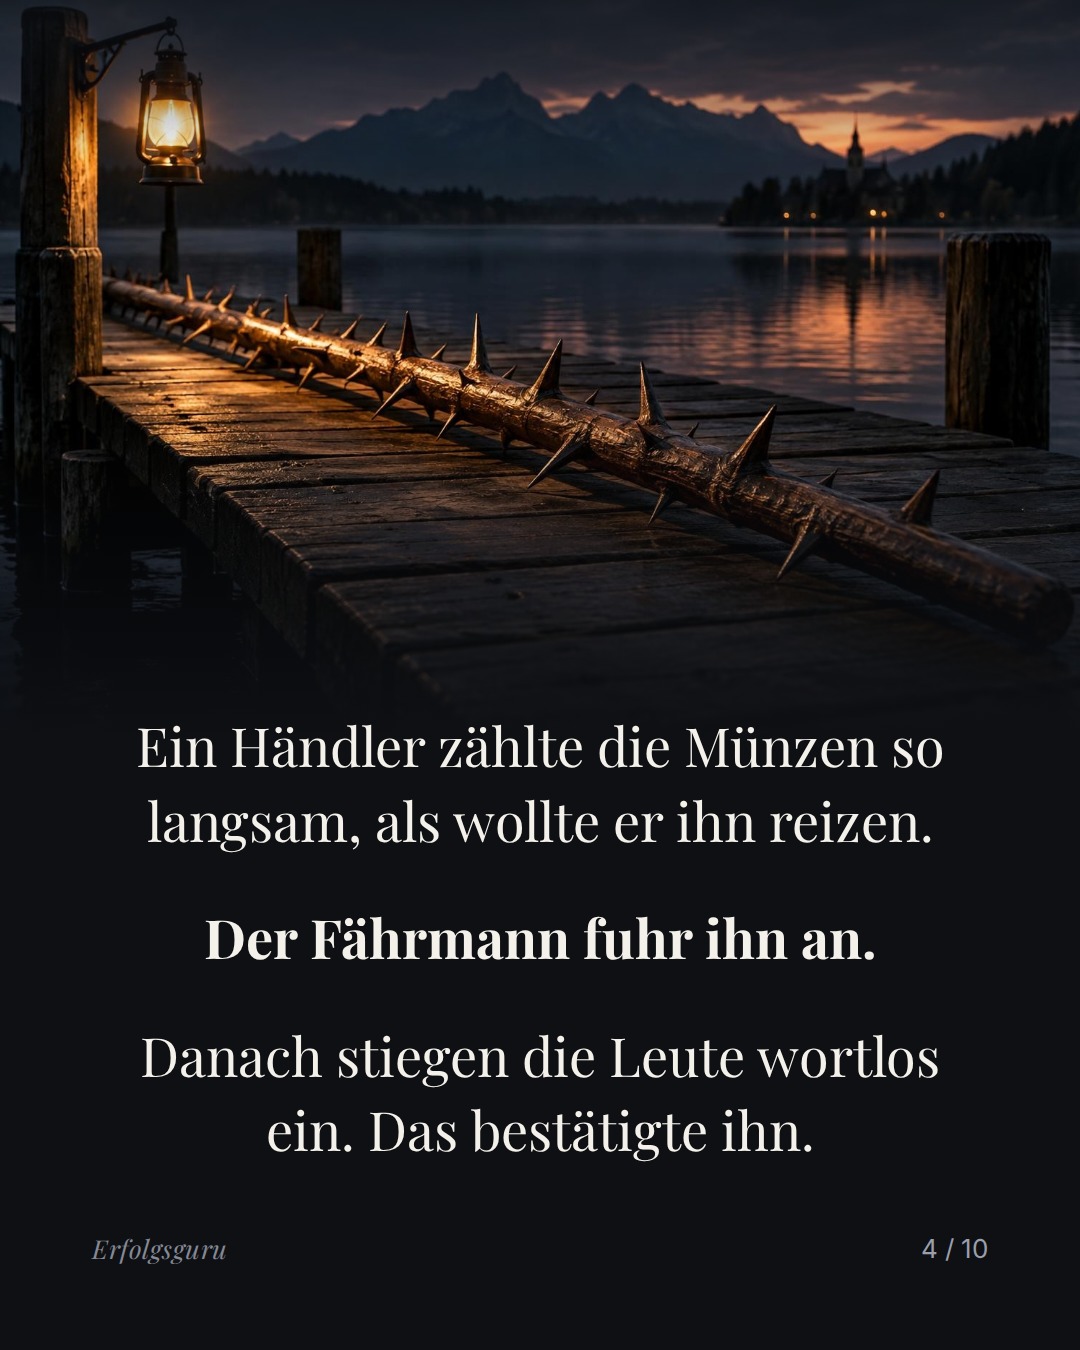 Ein Händler zählte die Münzen so
langsam, als wollte er ihn reizen.
Der Fährmann fuhr ihn an.
Danach stiegen die Leute wortlos
ein. Das bestätigte ihn.
Erfolgsguru
4 / 10